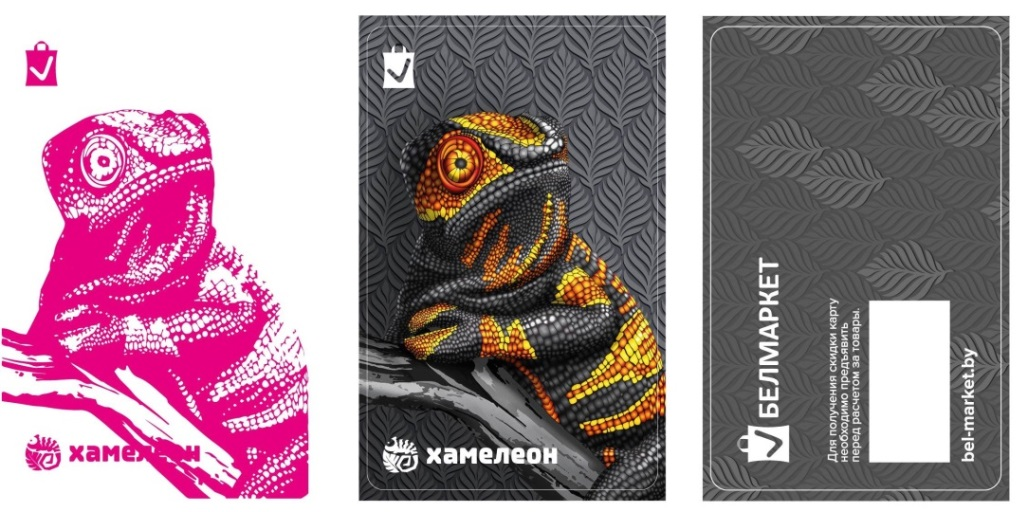 хамелеон
хамелеон
БЕЛМАРКЕТ
Для получения скидки карту
необходимо предъявить
перед расчетом за товары.
bel-market.by